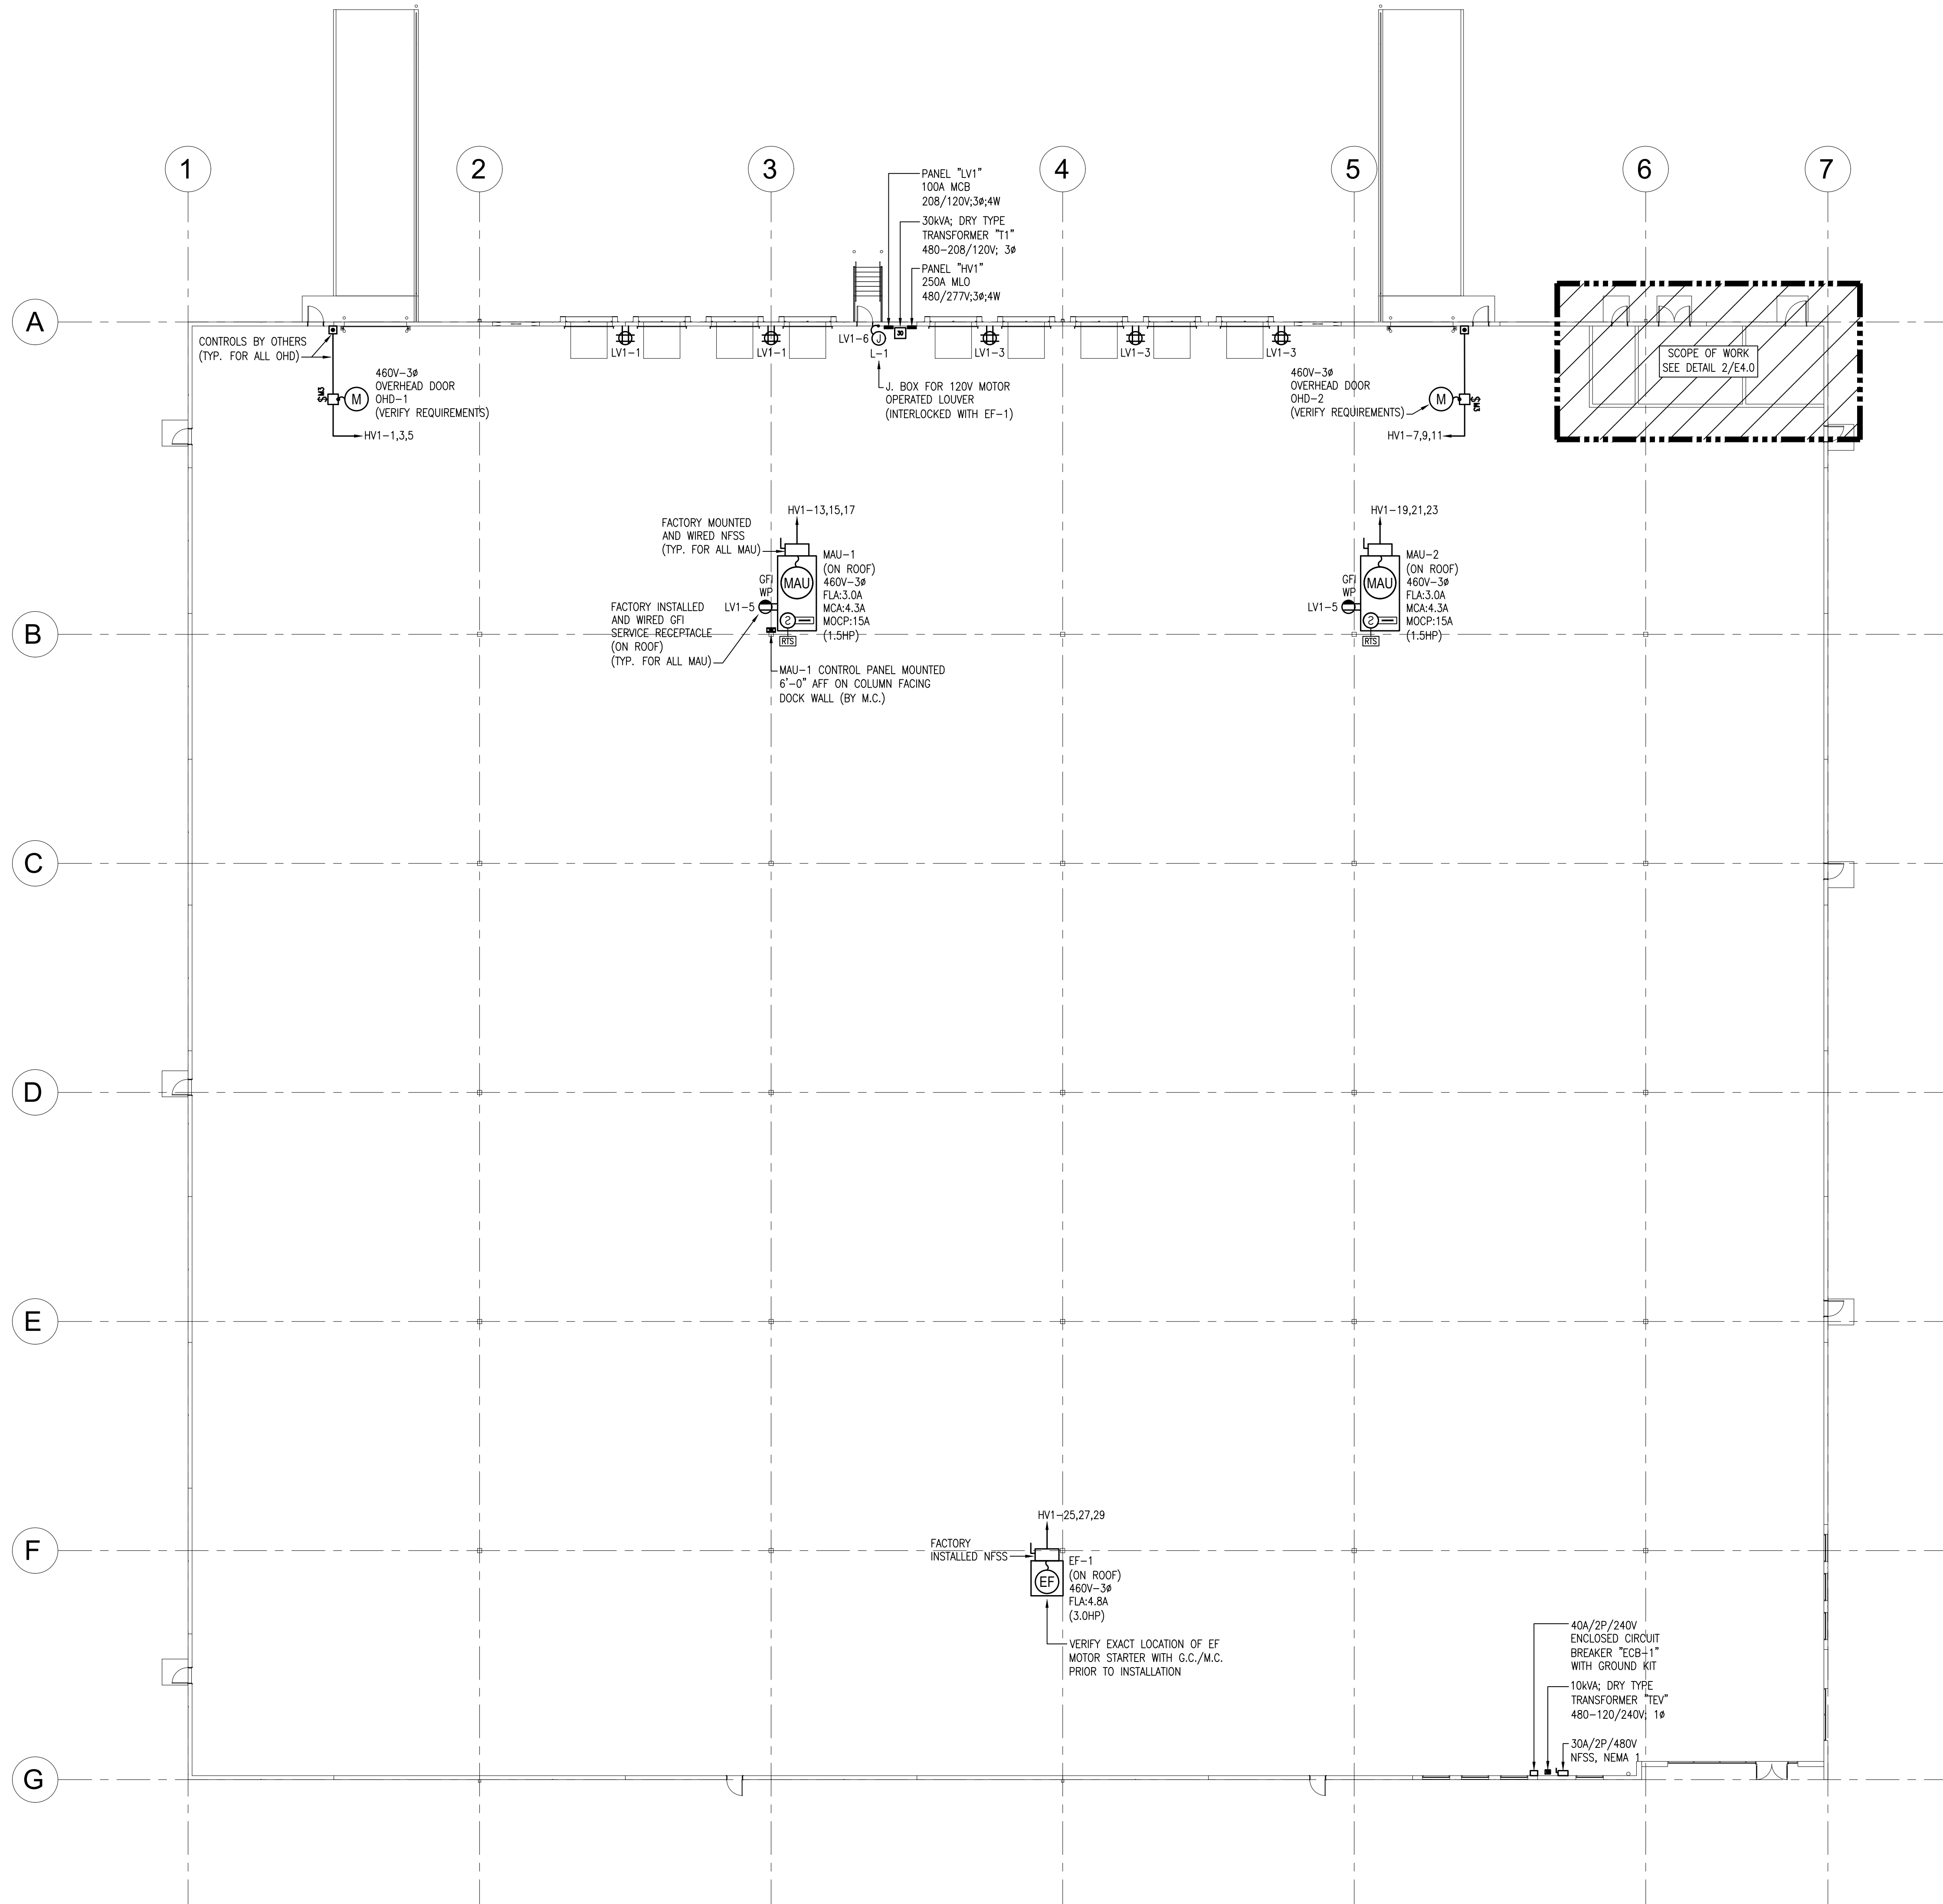 1
2
3
4
5
6
7
PANEL "LV1"
100A MCB
208/120V;3ø;4W
30kVA; DRY TYPE
TRANSFORMER "T1"
480-208/120V; 3ø
PANEL "HV1"
250A MLO
480/277V;3ø;4W
A
CONTROLS BY OTHERS
(TYP. FOR ALL OHD)
$M3
M
460V-3ø
OVERHEAD DOOR
OHD-1
(VERIFY REQUIREMENTS)
HV1-1,3,5
LV1-1
LV1-1
LV1-6
J
L-1
30
J. BOX FOR 120V MOTOR
OPERATED LOUVER
(INTERLOCKED WITH EF-1)
LV1-3
LV1-3
LV1-3
460V-3ø
OVERHEAD DOOR
OHD-2
(VERIFY REQUIREMENTS)
M
$M3
HV1-7,9,11
SCOPE OF WORK
SEE DETAIL 2/E4.0
HV1-13,15,17
FACTORY MOUNTED
AND WIRED NFSS
(TYP. FOR ALL MAU)
MAU
MAU-1
(ON ROOF)
460V-3ø
FLA:3.0A
MCA:4.3A
MOCP:15A
(1.5HP)
GFI
WP
LV1-5
S
RTS
FACTORY INSTALLED
AND WIRED GFI
SERVICE RECEPTACLE
(ON ROOF)
(TYP. FOR ALL MAU)
MAU-1 CONTROL PANEL MOUNTED
6'-0" AFF ON COLUMN FACING
DOCK WALL (BY M.C.)
HV1-19,21,23
MAU
MAU-2
(ON ROOF)
460V-3ø
FLA:3.0A
MCA:4.3A
MOCP:15A
(1.5HP)
GFI
WP
LV1-5
S
RTS
B
C
D
E
F
HV1-25,27,29
FACTORY
INSTALLED NFSS
EF
EF-1
(ON ROOF)
460V-3ø
FLA:4.8A
(3.0HP)
VERIFY EXACT LOCATION OF EF
MOTOR STARTER WITH G.C./M.C.
PRIOR TO INSTALLATION
40A/2P/240V
ENCLOSED CIRCUIT
BREAKER "ECB-1"
WITH GROUND KIT
10kVA; DRY TYPE
TRANSFORMER "TEV"
480-120/240V; 1ø
30A/2P/480V
NFSS, NEMA 1
G